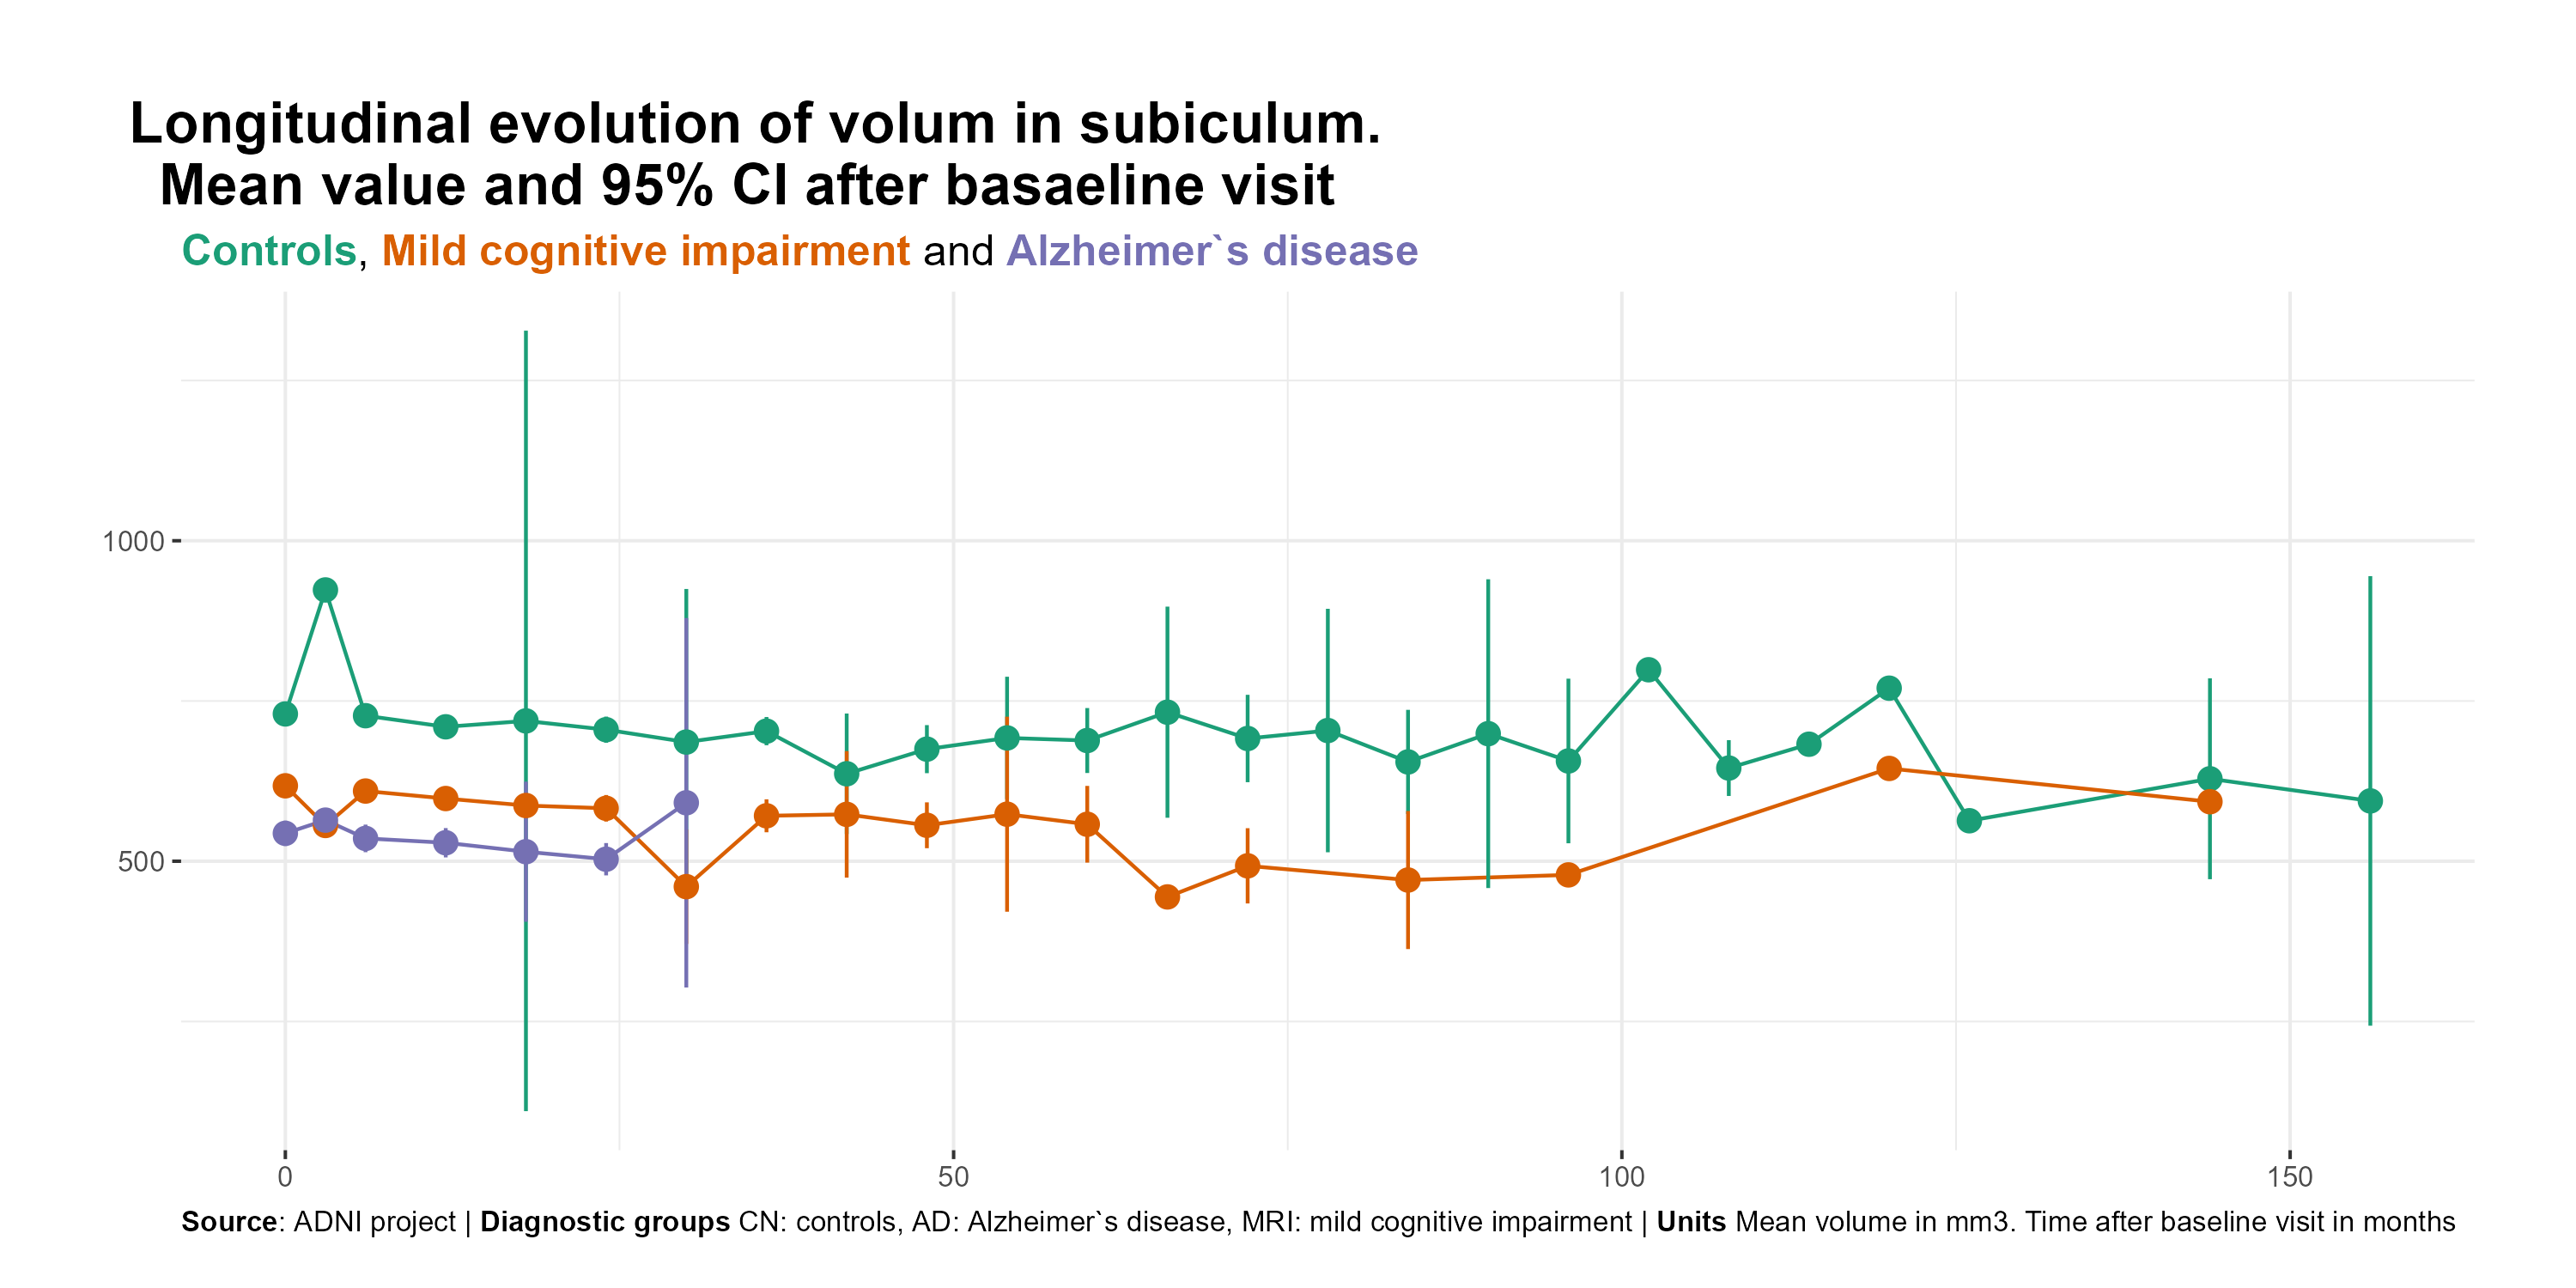 Longitudinal evolution of volum in subiculum.
Mean value and 95% CI after basaeline visit
Controls, Mild cognitive impairment and Alzheimer`s disease
1000
500
0 50 100 150
Source: ADNI project | Diagnostic groups CN: controls, AD: Alzheimer`s disease, MRI: mild cognitive impairment | Units Mean volume in mm3. Time after baseline visit in months